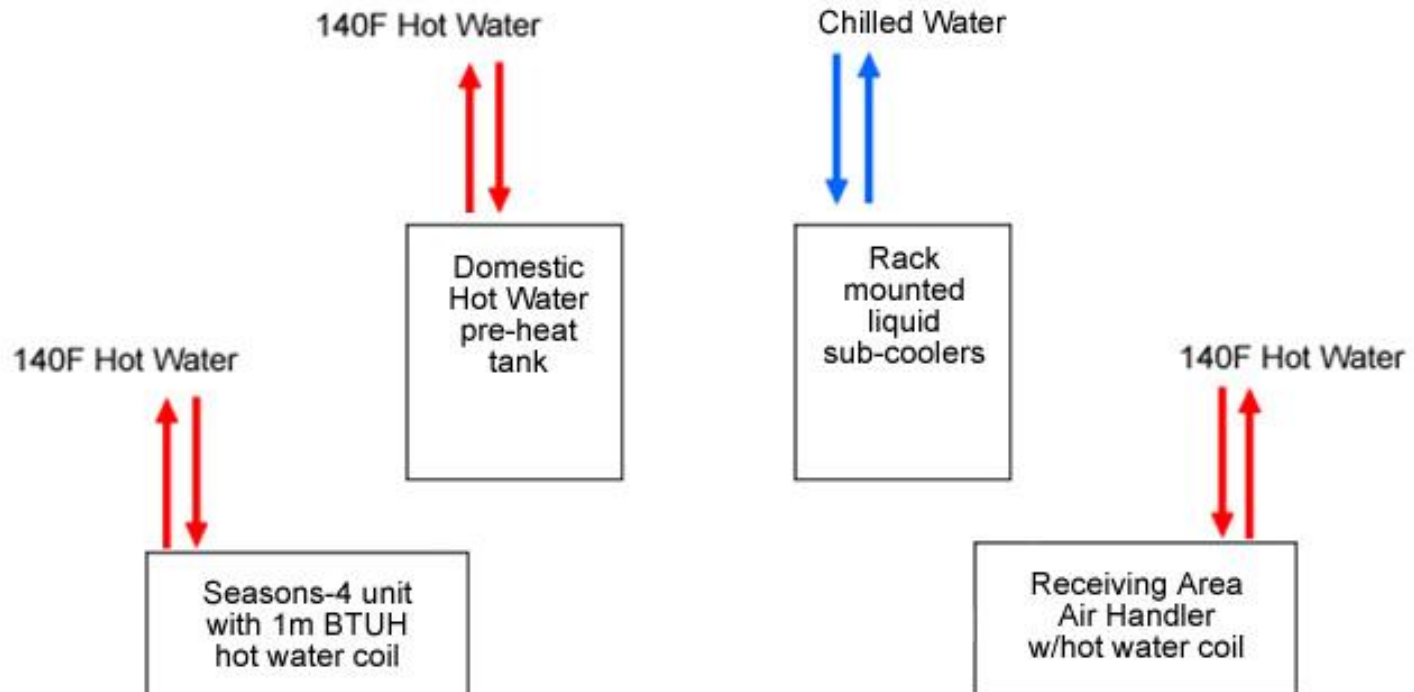 140F Hot Water
Chilled Water
Domestic
Hot Water
pre-heat
tank
Rack
mounted
liquid
sub-coolers
140F Hot Water
140F Hot Water
Seasons-4 unit
with 1m BTUH
hot water coil
Receiving Area
Air Handler
w/hot water coil